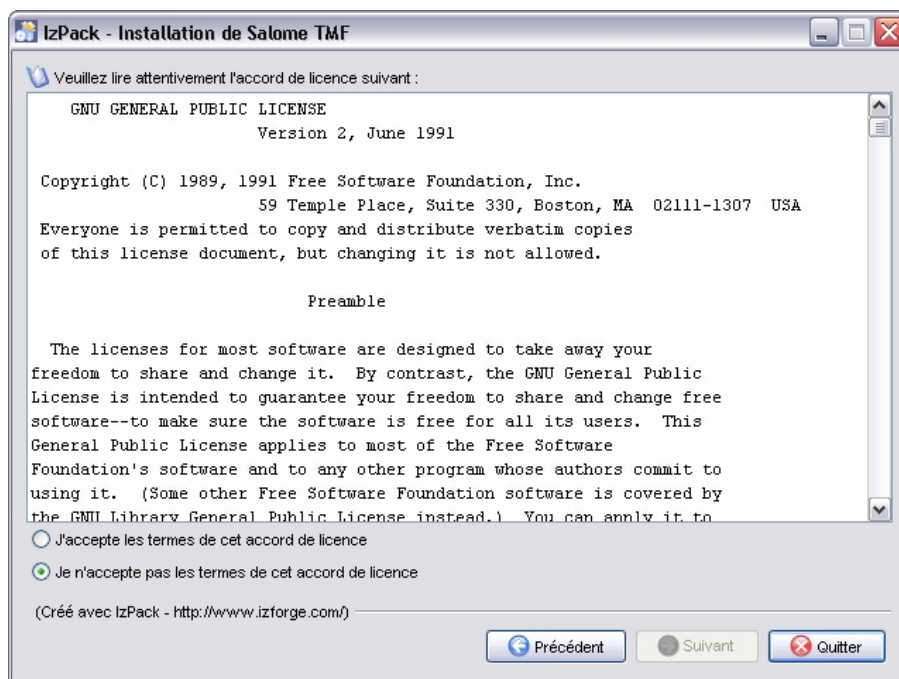 IzPack - Installation de Salome TMF
Veuillez lire attentivement l'accord de licence suivant :
GNU GENERAL PUBLIC LICENSE
Version 2, June 1991
Copyright (C) 1989, 1991 Free Software Foundation, Inc.
59 Temple Place, Suite 330, Boston, MA  02111-1307  USA
Everyone is permitted to copy and distribute verbatim copies
of this license document, but changing it is not allowed.
Preamble
The licenses for most software are designed to take away your
freedom to share and change it.  By contrast, the GNU General Public
License is intended to guarantee your freedom to share and change free
software--to make sure the software is free for all its users.  This
General Public License applies to most of the Free Software
Foundation's software and to any other program whose authors commit to
using it.  (Some other Free Software Foundation software is covered by
the GNU Library General Public License instead.)  You can apply it to
J'accepte les termes de cet accord de licence
Je n'accepte pas les termes de cet accord de licence
(Créé avec IzPack - http://www.izforge.com/)
Précédent
Suivant
Quitter